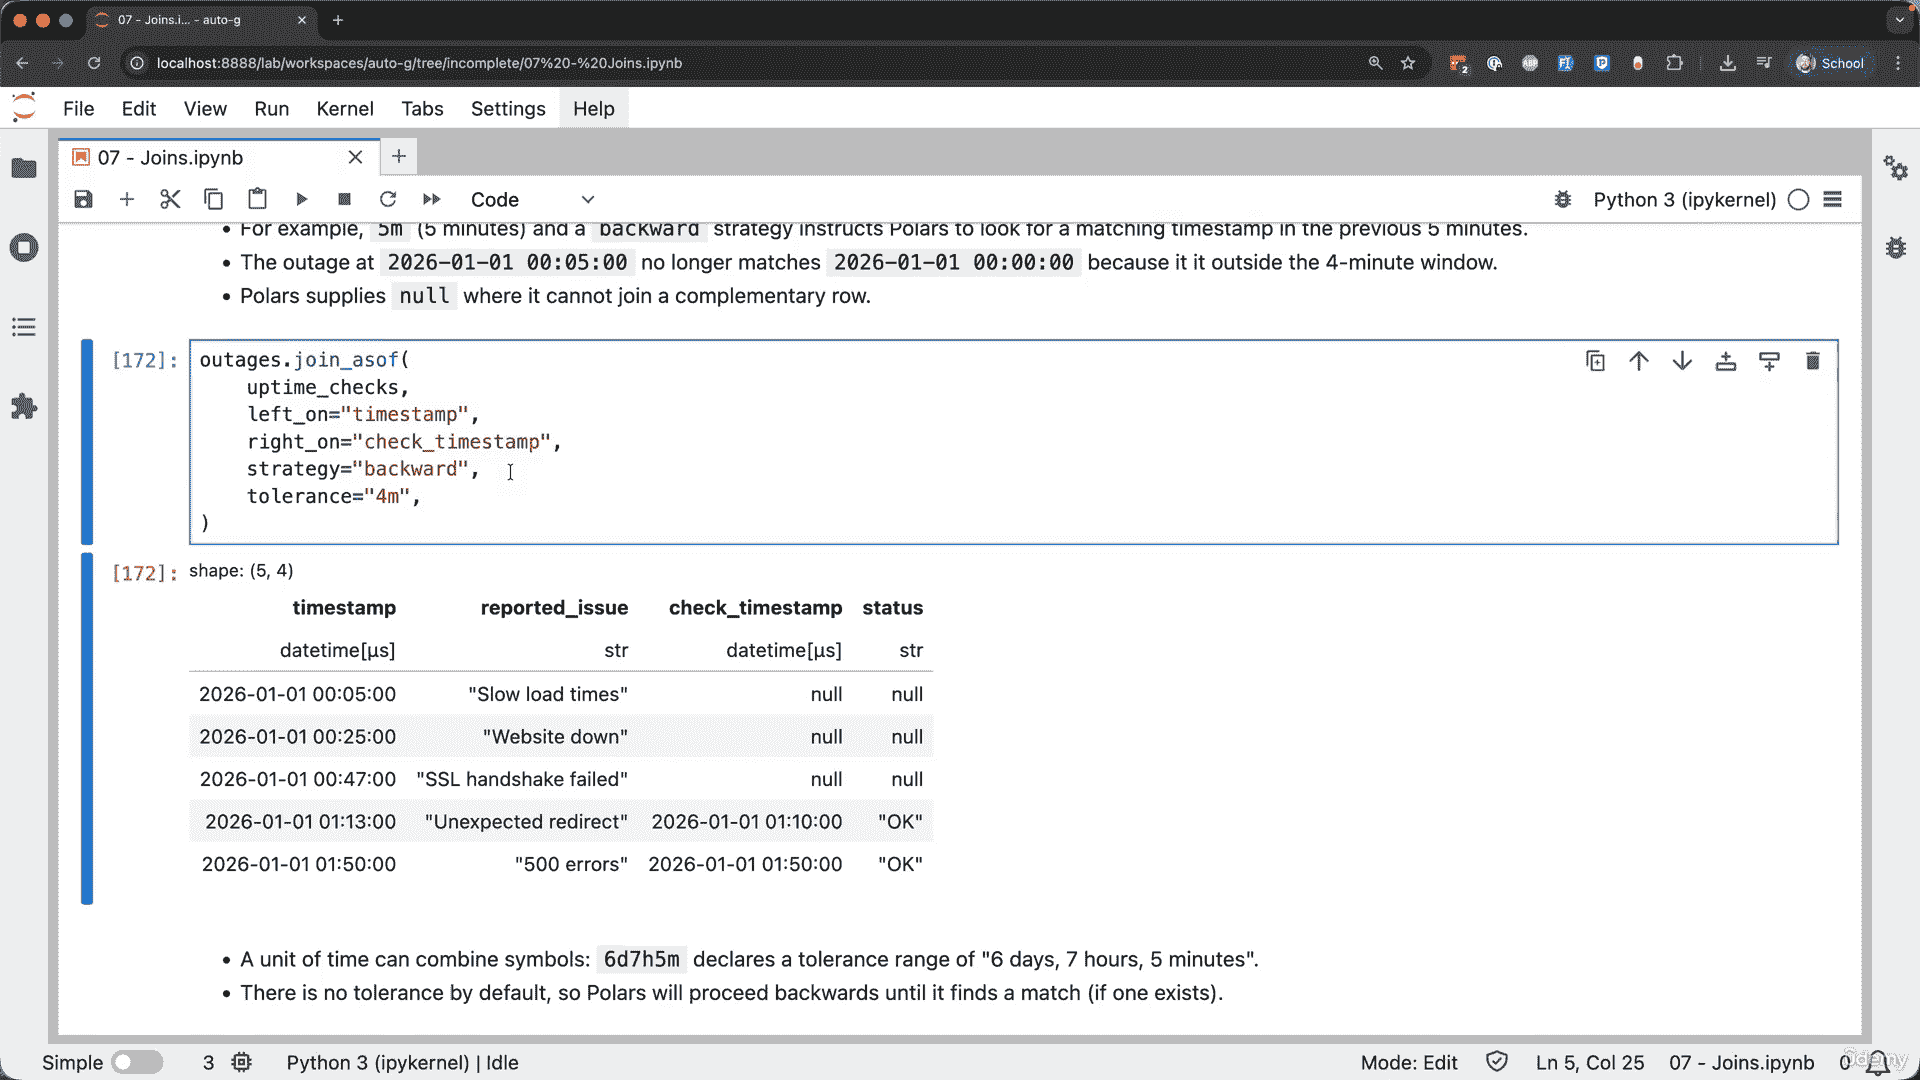 07 - Joins.i... - auto-g
localhost:8888/lab/workspaces/auto-g/tree/incomplete/07%20-%20Joins.ipynb
2
ABP
School
File Edit View Run Kernel Tabs Settings Help
07 - Joins.ipynb
Code
Python 3 (ipykernel)
• For example, 5m (5 minutes) and a backward strategy instructs Polars to look for a matching timestamp in the previous 5 minutes.
• The outage at 2026-01-01 00:05:00 no longer matches 2026-01-01 00:00:00 because it it outside the 4-minute window.
• Polars supplies null where it cannot join a complementary row.
[172]:
outages.join_asof(
    uptime_checks,
    left_on="timestamp",
    right_on="check_timestamp",
    strategy="backward",
    tolerance="4m",
)
[172]: shape: (5, 4)
timestamp reported_issue check_timestamp status
datetime[μs] str datetime[μs] str
2026-01-01 00:05:00 "Slow load times" null null
2026-01-01 00:25:00 "Website down" null null
2026-01-01 00:47:00 "SSL handshake failed" null null
2026-01-01 01:13:00 "Unexpected redirect" 2026-01-01 01:10:00 "OK"
2026-01-01 01:50:00 "500 errors" 2026-01-01 01:50:00 "OK"
• A unit of time can combine symbols: 6d7h5m declares a tolerance range of "6 days, 7 hours, 5 minutes".
• There is no tolerance by default, so Polars will proceed backwards until it finds a match (if one exists).
Simple 3 Python 3 (ipykernel) | Idle Mode: Edit Ln 5, Col 25 07 - Joins.ipynb 0
udemy